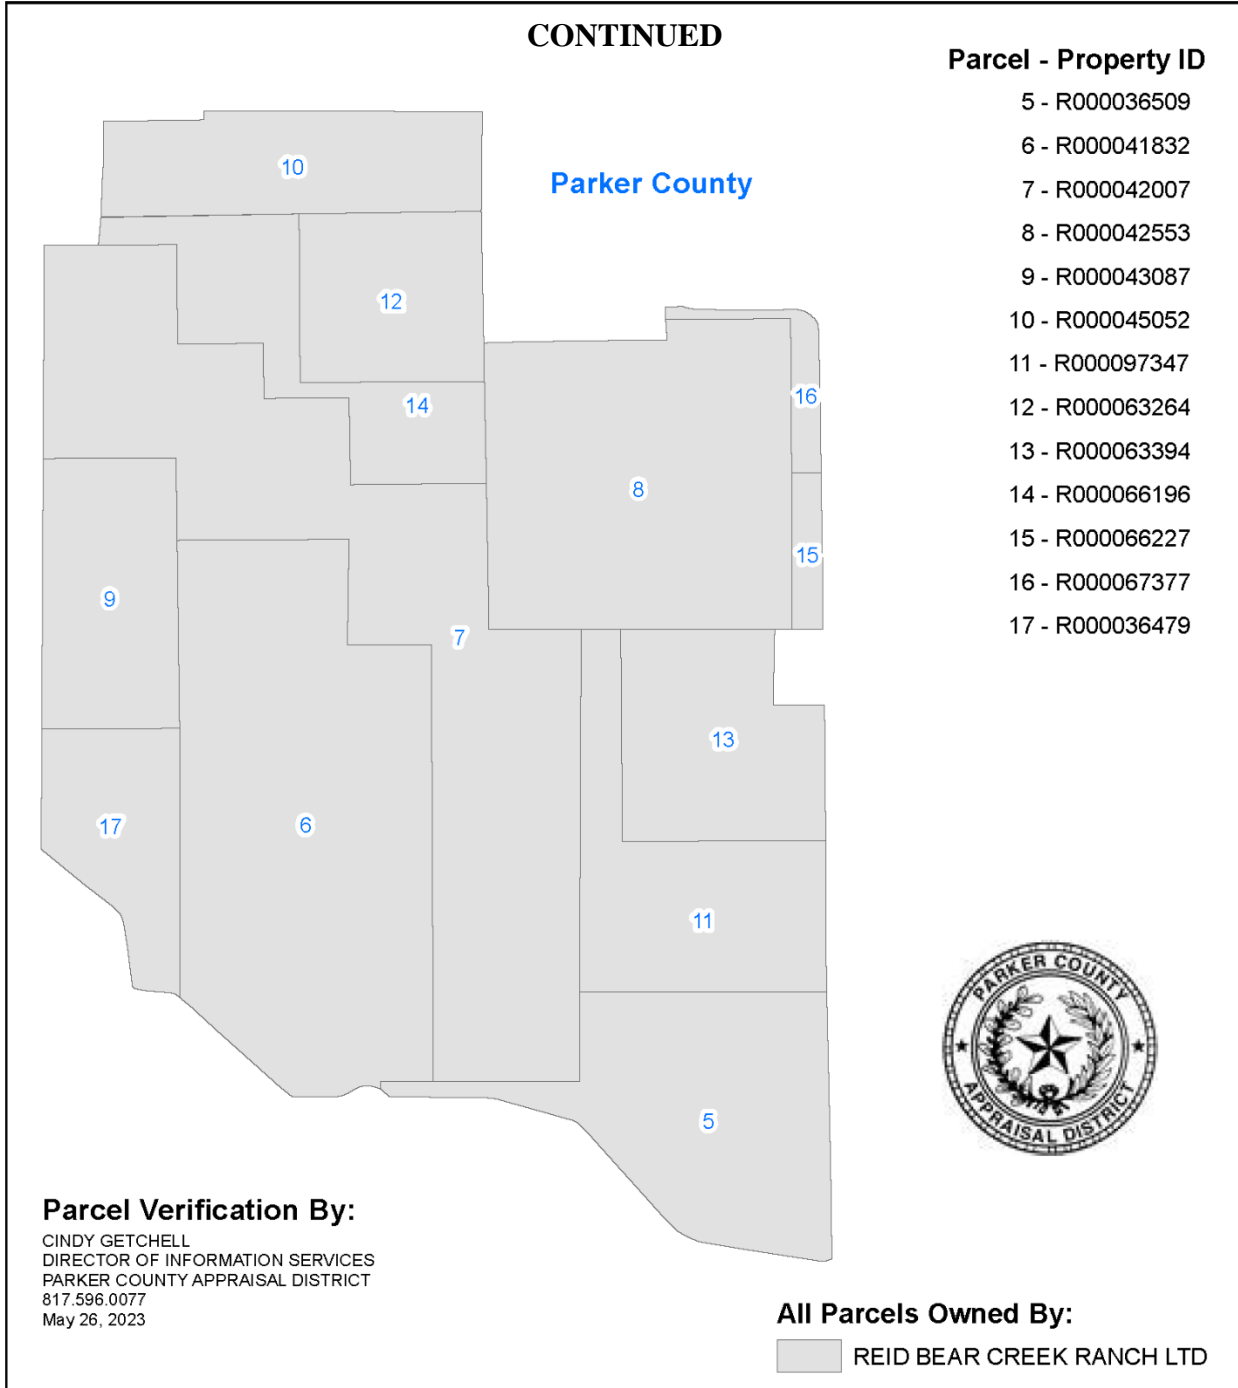 CONTINUED
Parcel - Property ID
5 - R000036509
6 - R000041832
7 - R000042007
8 - R000042553
9 - R000043087
10 - R000045052
11 - R000097347
12 - R000063264
13 - R000063394
14 - R000066196
15 - R000066227
16 - R000067377
17 - R000036479
Parker County
10
12
14
16
8
15
9
7
13
17
6
11
5
PARKER COUNTY
APPRAISAL DISTRICT
Parcel Verification By:
CINDY GETCHELL
DIRECTOR OF INFORMATION SERVICES
PARKER COUNTY APPRAISAL DISTRICT
817.596.0077
May 26, 2023
All Parcels Owned By:
REID BEAR CREEK RANCH LTD